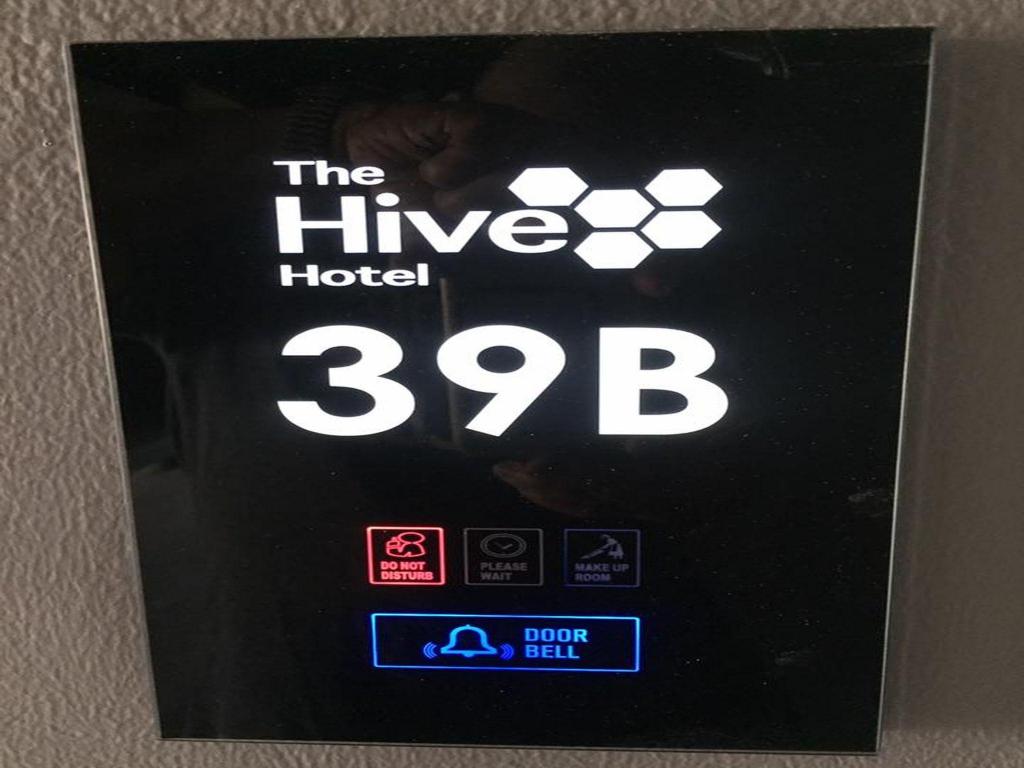 The
Hive
Hotel
39B
DO NOT
DISTURB
PLEASE
WAIT
MAKE UP
ROOM
DOOR
BELL